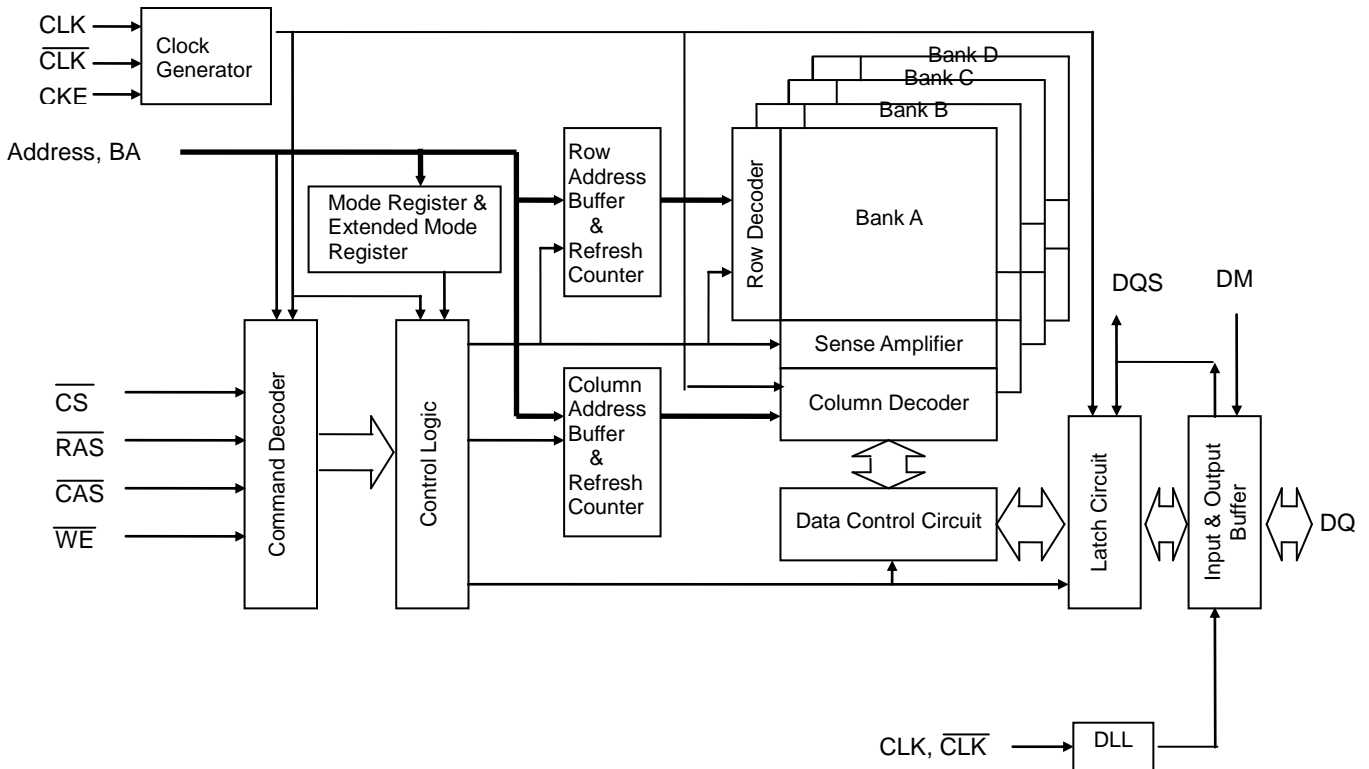 CLK
CLK
CKE
Clock
Generator
Address, BA
Mode Register &
Extended Mode
Register
Row
Address
Buffer
&
Refresh
Counter
Bank D
Bank C
Bank B
Bank A
Row Decoder
Sense Amplifier
Column Decoder
CS
RAS
CAS
WE
Command Decoder
Control Logic
Column
Address
Buffer
&
Refresh
Counter
Data Control Circuit
DQS
DM
Latch Circuit
Input & Output
Buffer
DQ
CLK, CLK
DLL